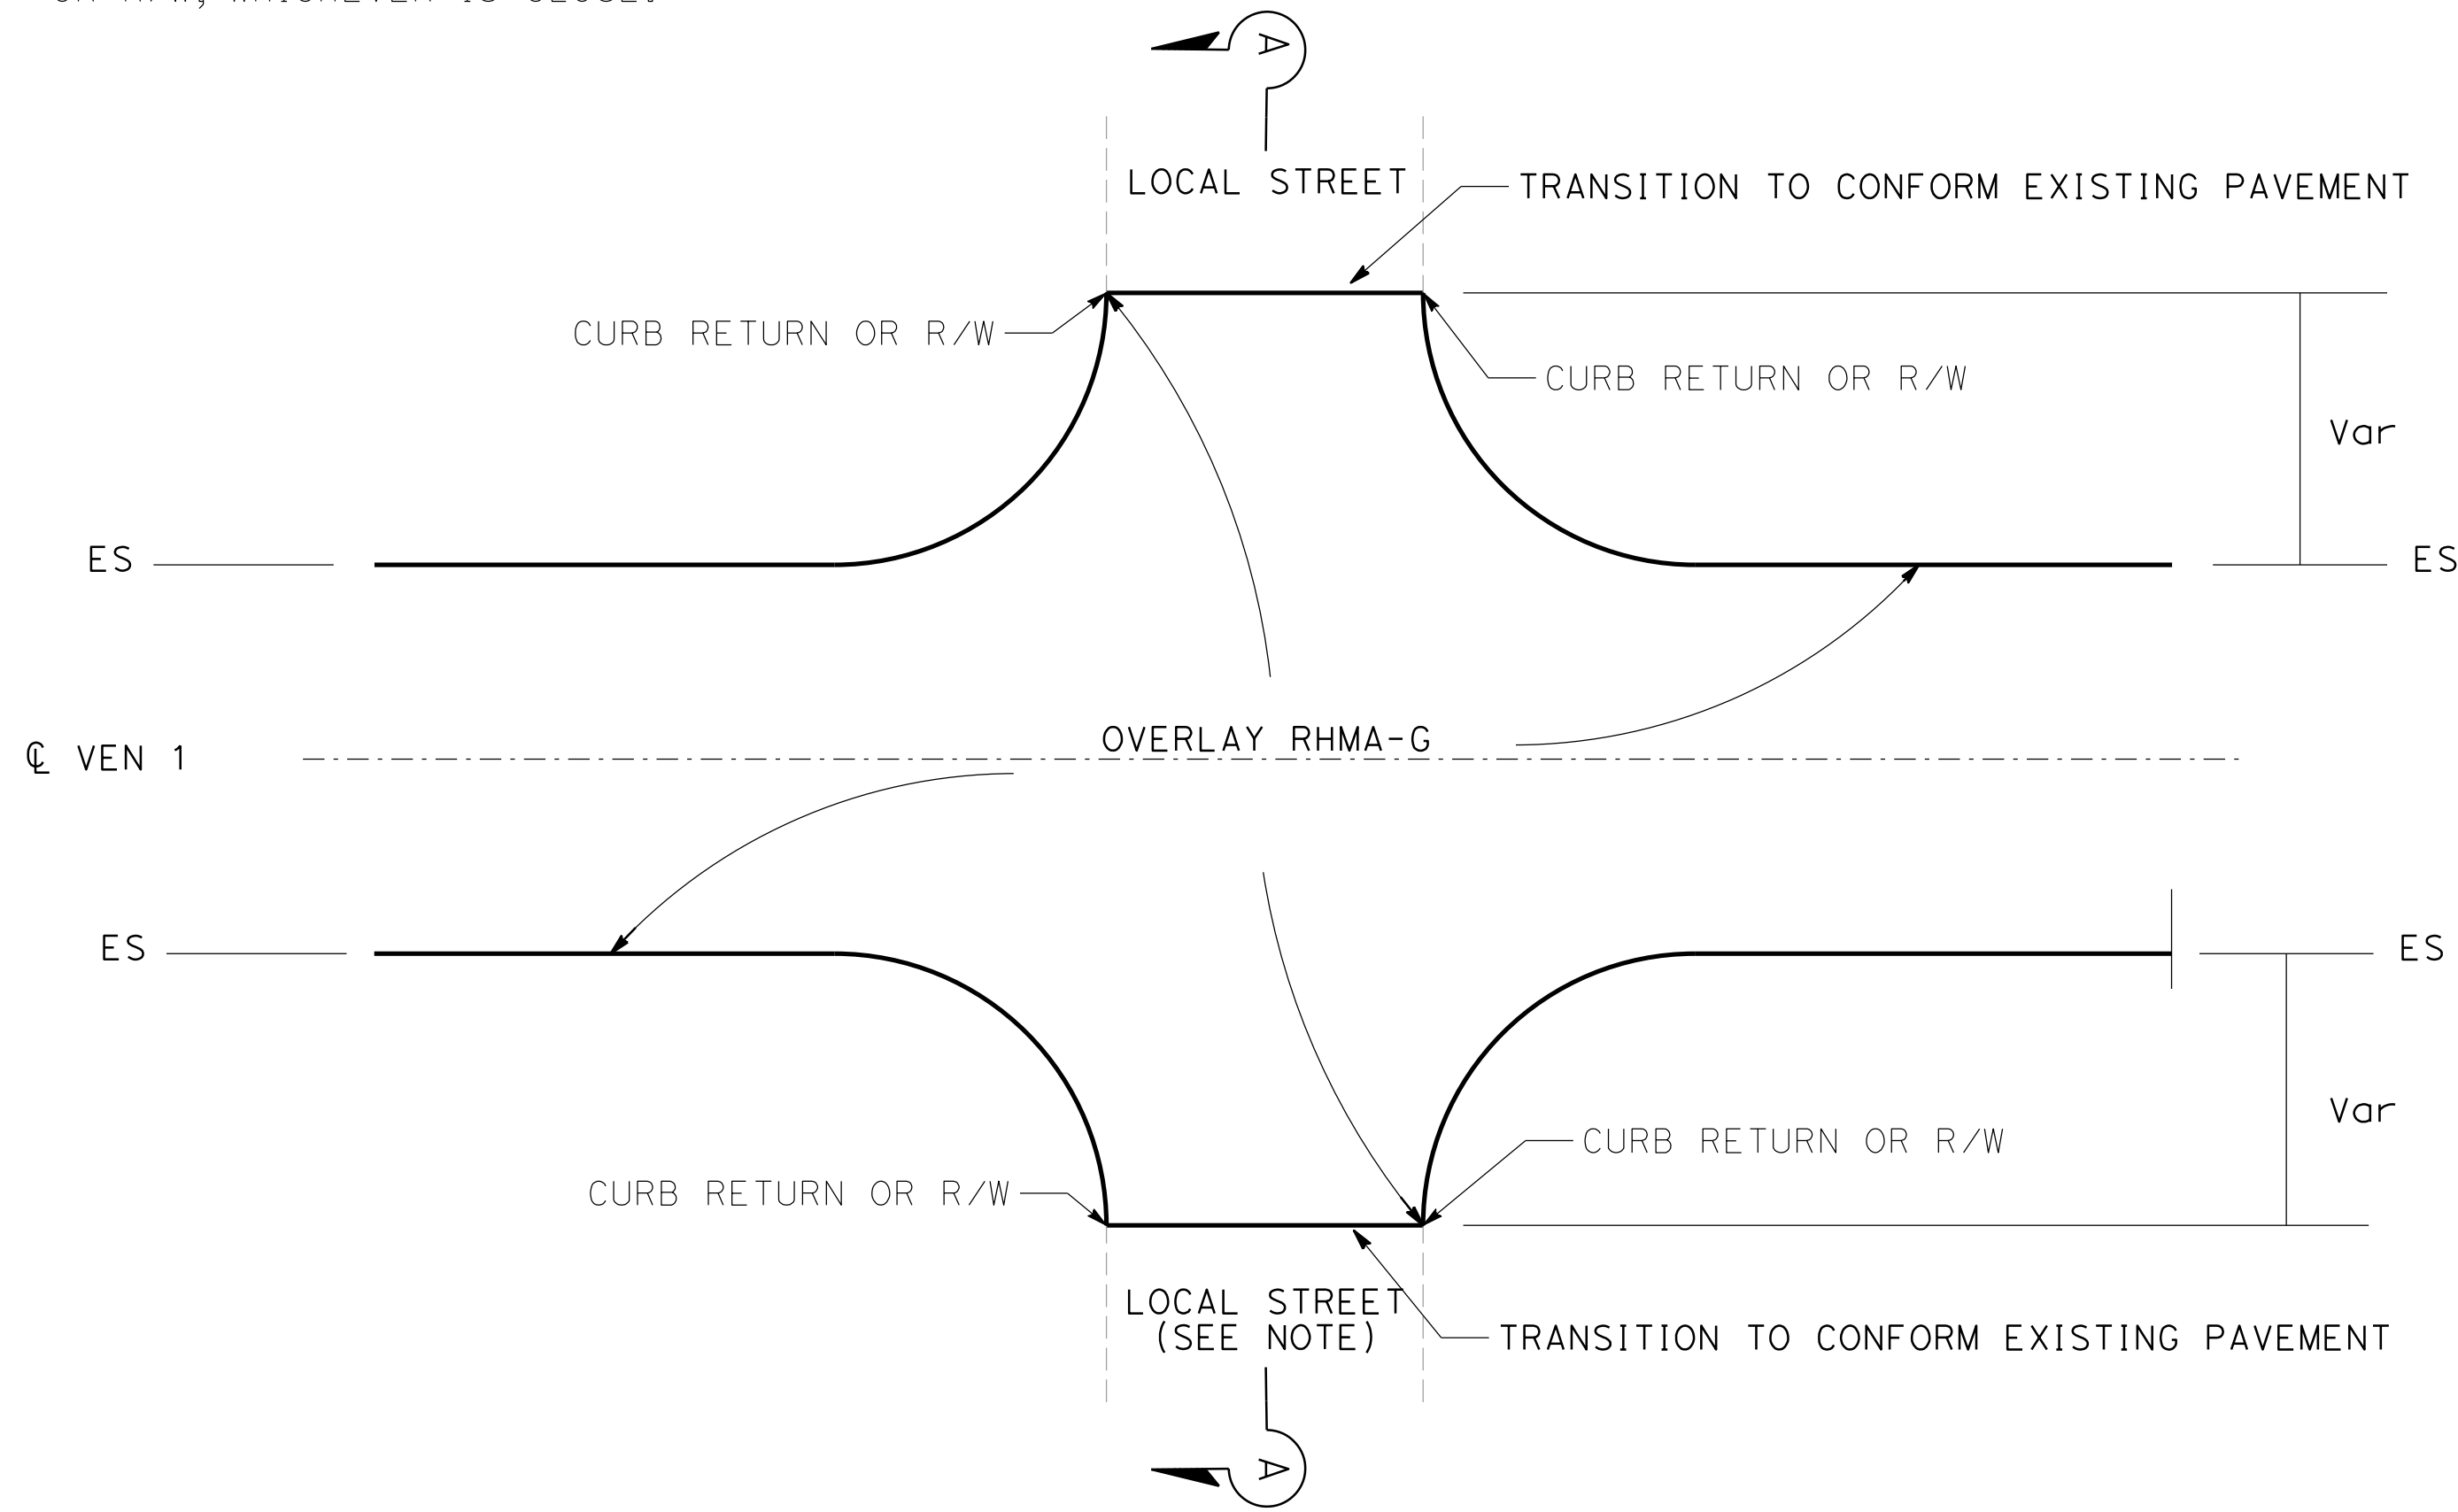 A
LOCAL STREET
TRANSITION TO CONFORM EXISTING PAVEMENT
CURB RETURN OR R/W
CURB RETURN OR R/W
Var
ES
ES
OVERLAY RHMA-G
℄ VEN 1
ES
ES
Var
CURB RETURN OR R/W
CURB RETURN OR R/W
LOCAL STREET
(SEE NOTE)
TRANSITION TO CONFORM EXISTING PAVEMENT
A